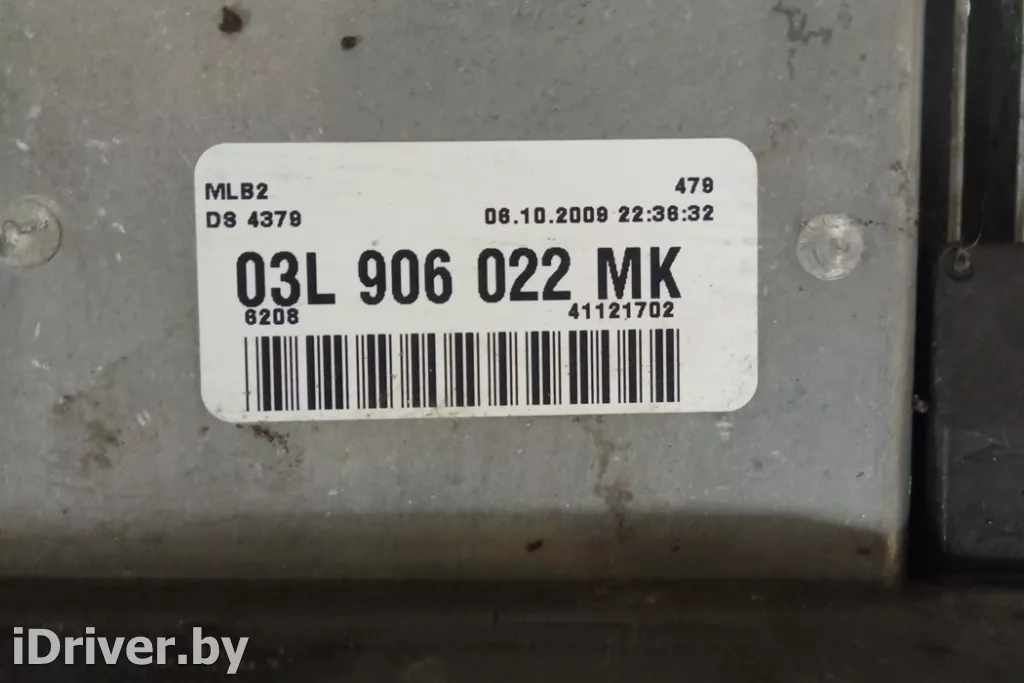 MLB2 479
DS 4379 06.10.2009 22:36:32
03L 906 022 MK
6208 41121702
iDriver.by